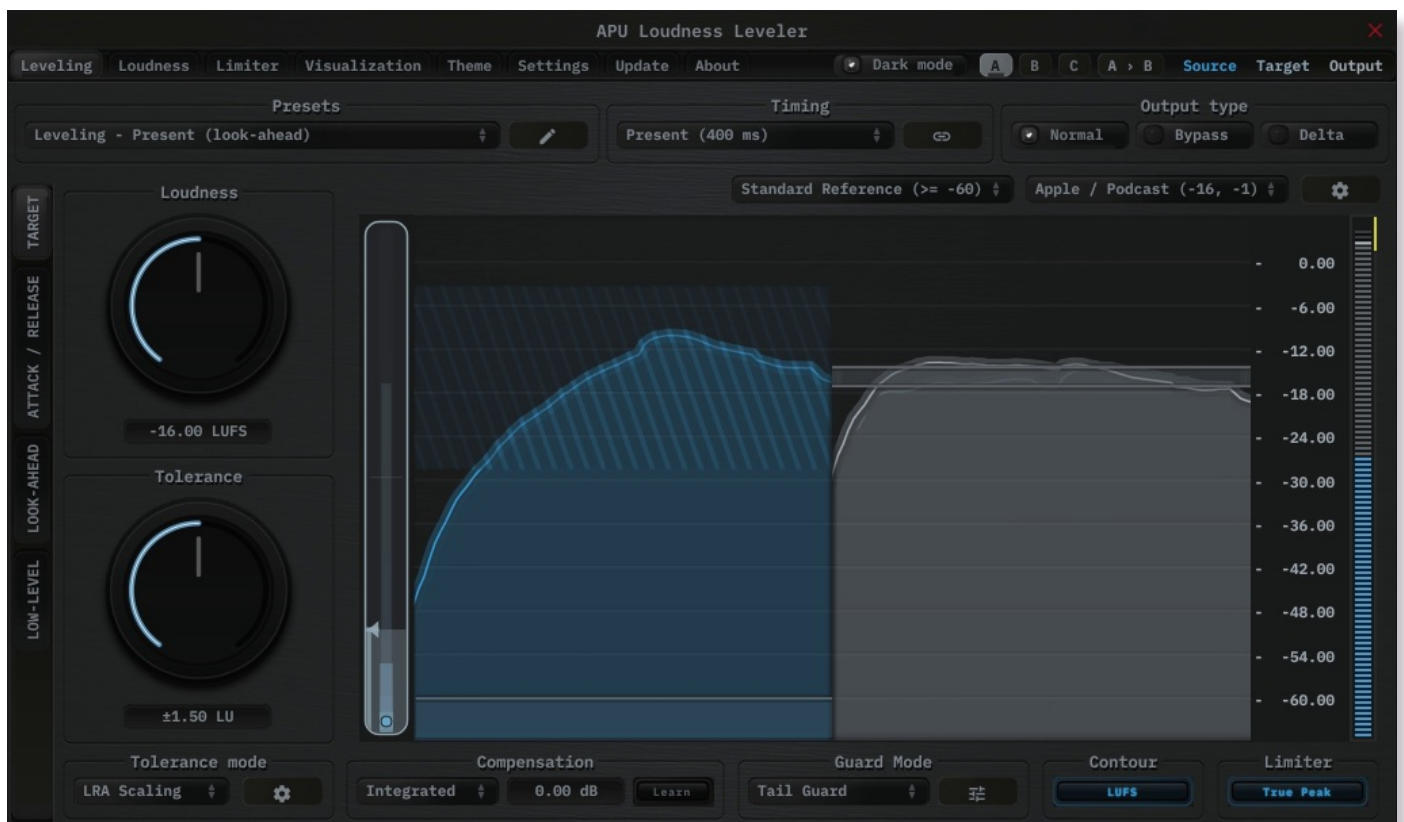 APU Loudness Leveler
Leveling Loudness Limiter Visualization Theme Settings Update About Dark mode A B C A › B Source Target Output
Presets Timing Output type
Leveling - Present (look-ahead) Present (400 ms) Normal Bypass Delta
Standard Reference (>= -60) Apple / Podcast (-16, -1)
TARGET
ATTACK / RELEASE
LOOK-AHEAD
LOW-LEVEL
Loudness
-16.00 LUFS
Tolerance
±1.50 LU
- 0.00
- -6.00
- -12.00
- -18.00
- -24.00
- -30.00
- -36.00
- -42.00
- -48.00
- -54.00
- -60.00
Tolerance mode Compensation Guard Mode Contour Limiter
LRA Scaling Integrated 0.00 dB Learn Tail Guard LUFS True Peak